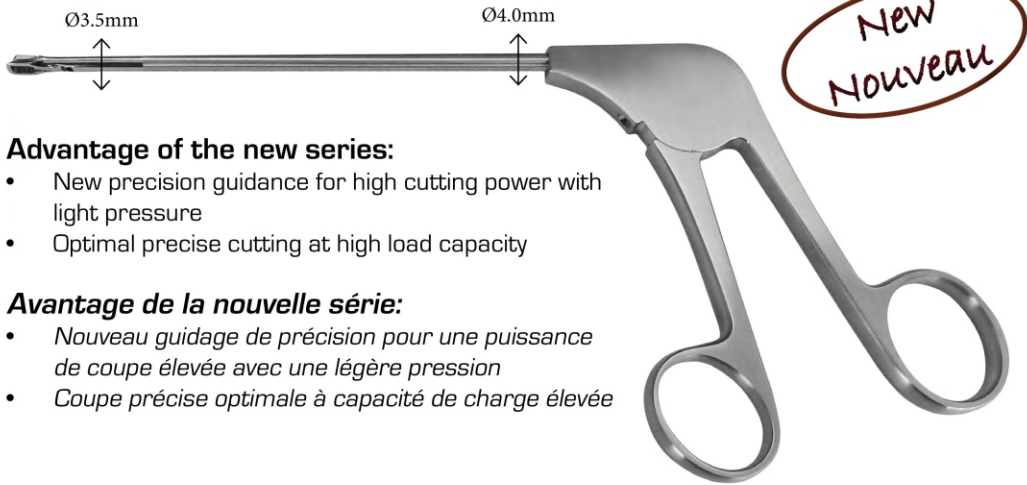 Ø3.5mm
Ø4.0mm
New
Nouveau
Advantage of the new series:
• New precision guidance for high cutting power with
light pressure
• Optimal precise cutting at high load capacity
Avantage de la nouvelle série:
• Nouveau guidage de précision pour une puissance
de coupe élevée avec une légère pression
• Coupe précise optimale à capacité de charge élevée